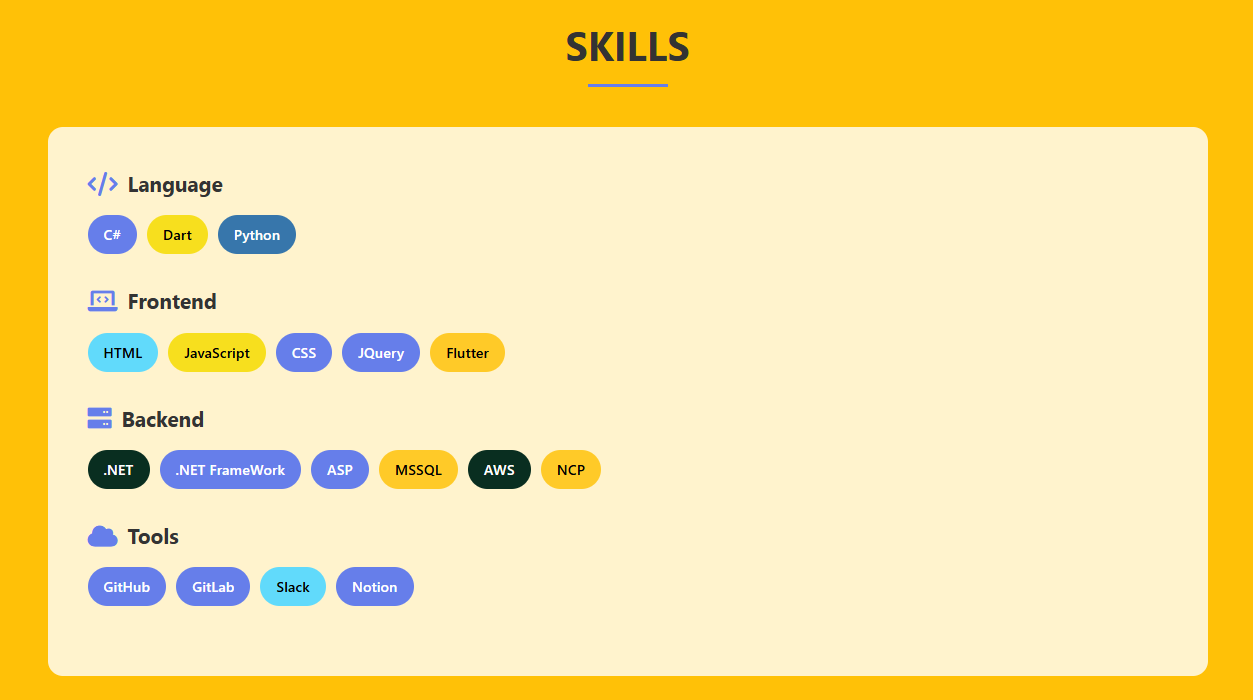 SKILLS
Language
C# Dart Python
Frontend
HTML JavaScript CSS JQuery Flutter
Backend
.NET .NET FrameWork ASP MSSQL AWS NCP
Tools
GitHub GitLab Slack Notion